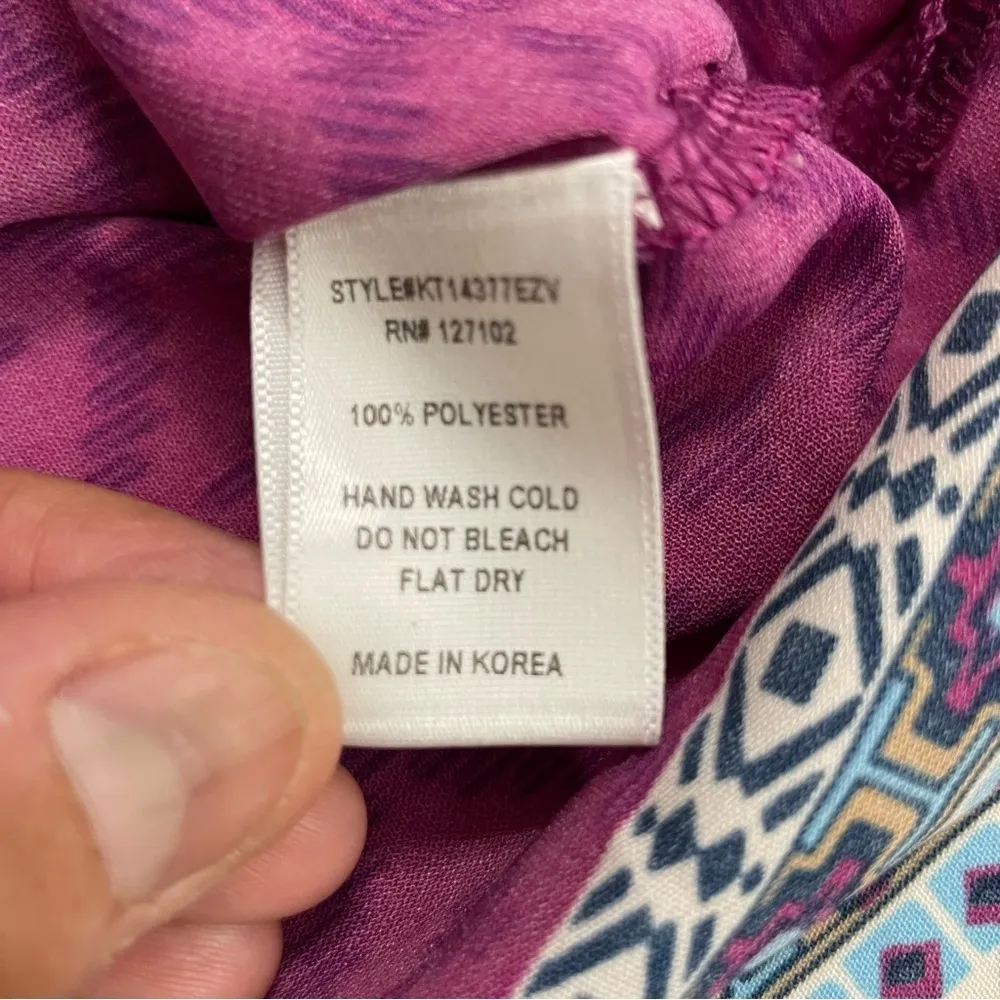 STYLE#KT14377EZV
RN# 127102
100% POLYESTER
HAND WASH COLD
DO NOT BLEACH
FLAT DRY
MADE IN KOREA